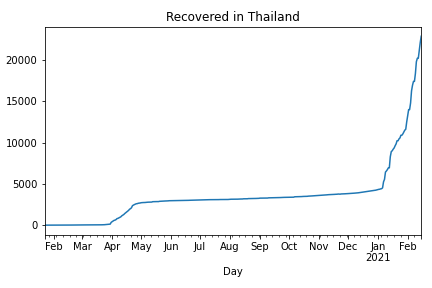 Recovered in Thailand
20000
15000
10000
5000
0
Feb Mar Apr May Jun Jul Aug Sep Oct Nov Dec Jan Feb
2021
Day